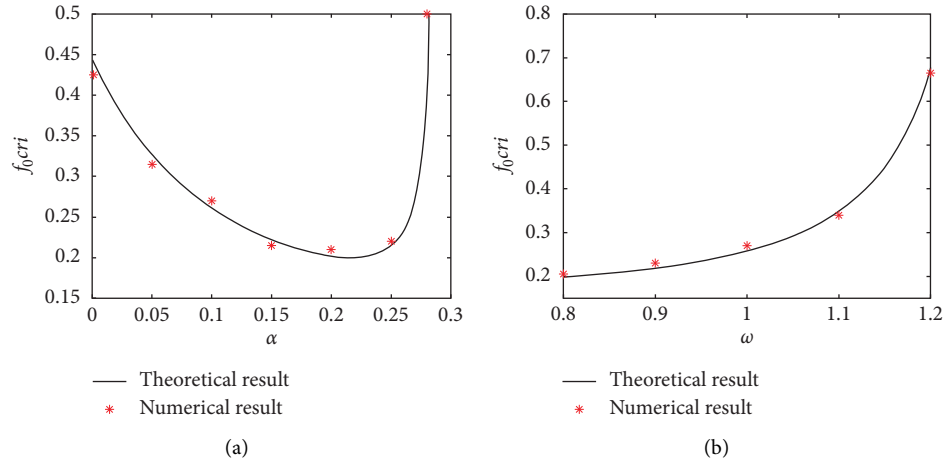 0.5
0.45
0.4
0.35
0.3
0.25
0.2
0.15
f₀cri
0 0.05 0.1 0.15 0.2 0.25 0.3
α
Theoretical result
Numerical result
(a)
0.8
0.7
0.6
0.5
0.4
0.3
0.2
f₀cri
0.8 0.9 1 1.1 1.2
ω
Theoretical result
Numerical result
(b)